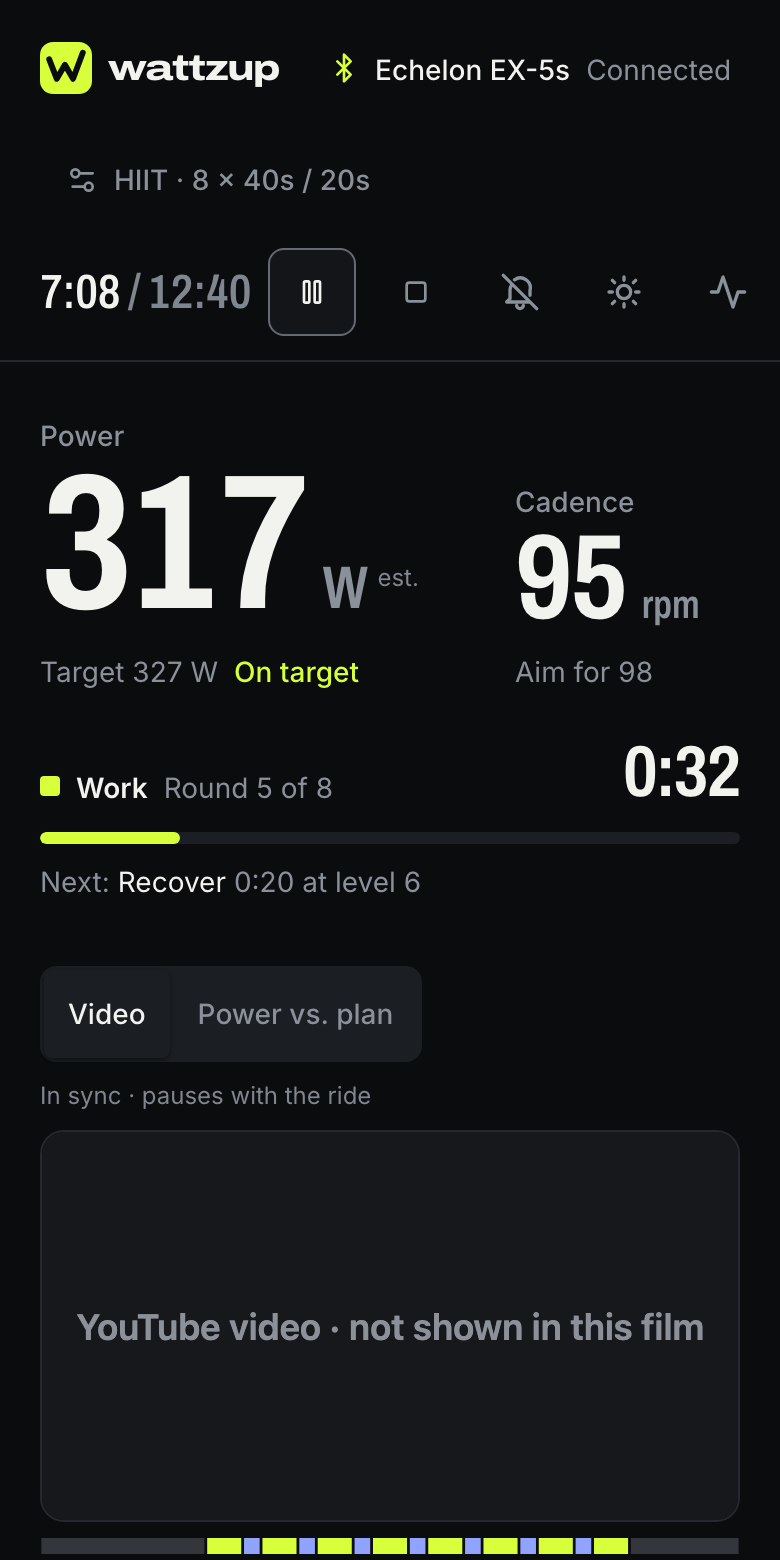 wattzup
Echelon EX-5s Connected
HIIT · 8 × 40s / 20s
7:08 / 12:40
Power
317 W est.
Target 327 W On target
Cadence
95 rpm
Aim for 98
Work Round 5 of 8
0:32
Next: Recover 0:20 at level 6
Video
Power vs. plan
In sync · pauses with the ride
YouTube video · not shown in this film